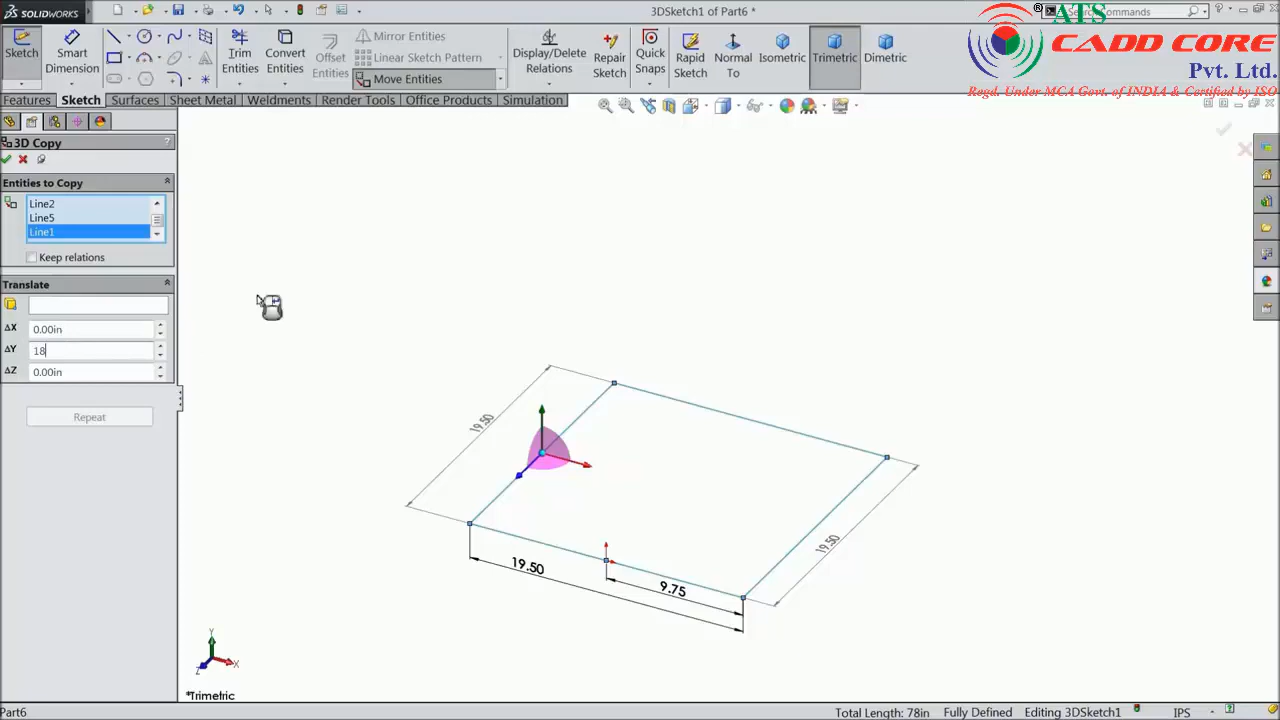 SOLIDWORKS
3DSketch1 of Part6 *
Search Commands
® ATS
CADD CORE
Pvt. Ltd.
Regd. Under MCA Govt. of INDIA & Certified by ISO
Sketch
Smart Dimension
Trim Entities
Convert Entities
Offset Entities
Mirror Entities
Linear Sketch Pattern
Move Entities
Display/Delete Relations
Repair Sketch
Quick Snaps
Rapid Sketch
Normal To
Isometric
Trimetric
Dimetric
Features Sketch Surfaces Sheet Metal Weldments Render Tools Office Products Simulation
3D Copy ?
Entities to Copy
Line2
Line5
Line1
Keep relations
Translate
ΔX 0.00in
ΔY 18
ΔZ 0.00in
Repeat
19.50
19.50
19.50
9.75
Y
X
Z
*Trimetric
Part6 Total Length: 78in Fully Defined Editing 3DSketch1 IPS